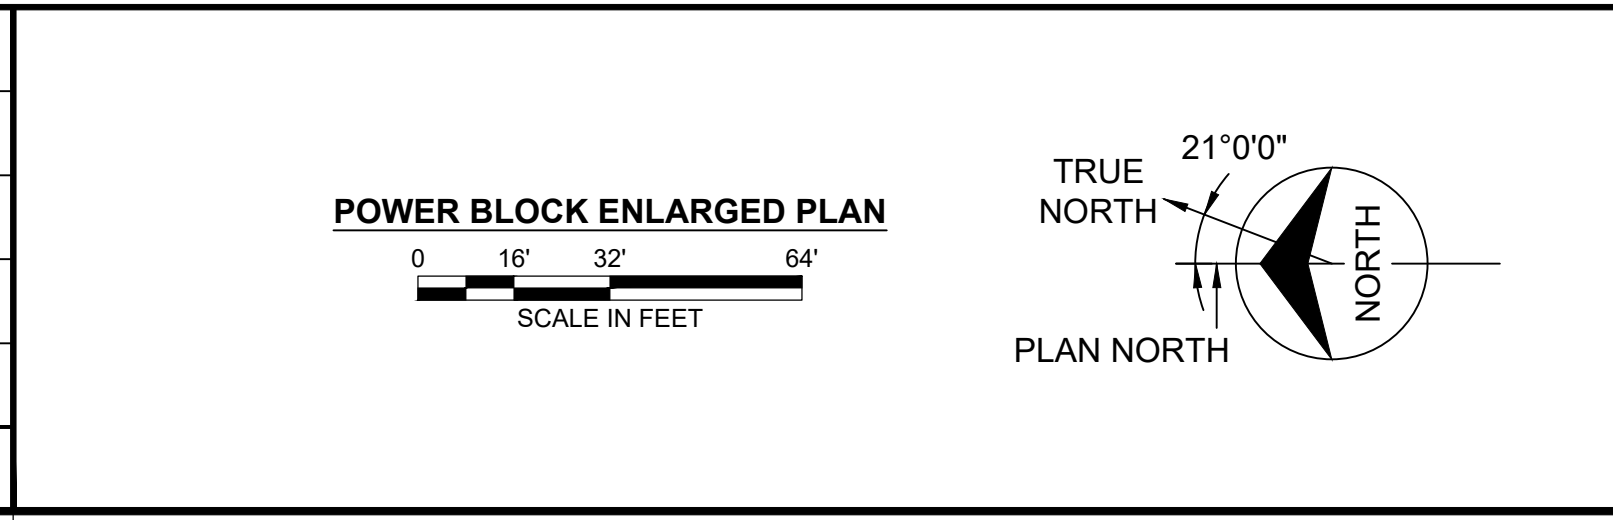 POWER BLOCK ENLARGED PLAN
0 16' 32' 64'
SCALE IN FEET
21°0'0"
TRUE
NORTH
NORTH
PLAN NORTH